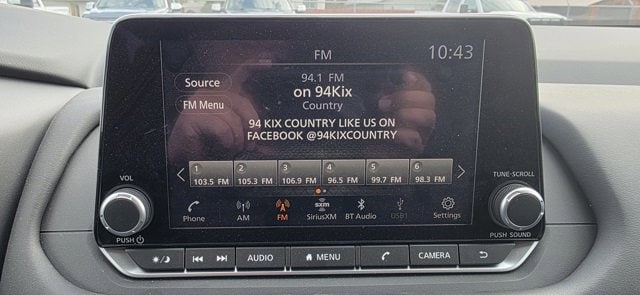 FM
10:43
Source
94.1 FM
on 94Kix
FM Menu
Country
94 KIX COUNTRY LIKE US ON
FACEBOOK @94KIXCOUNTRY
1 2 3 4 5 6
103.5 FM 105.3 FM 106.9 FM 96.5 FM 99.7 FM 98.3 FM
VOL
TUNE·SCROLL
sxm
Phone AM FM SiriusXM BT Audio USB1 Settings
PUSH
PUSH SOUND
AUDIO MENU CAMERA